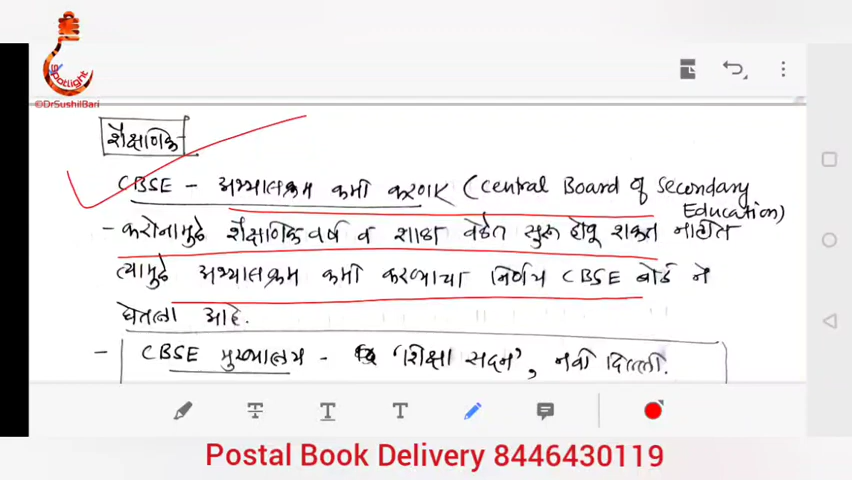 Spotlight
©DrSushilBari
शैक्षणिक
CBSE - अभ्यासक्रम कमी करणार (Central Board of Secondary Education)
- करोनामुळे शैक्षणिक वर्ष व शाळा वेळेत सुरू होवू शकत नाहीत
त्यामुळे अभ्यासक्रम कमी करण्याचा निर्णय CBSE बोर्ड ने
घेतला आहे.
- CBSE मुख्यालय - 'शिक्षा सदन', नवी दिल्ली.
T T T
Postal Book Delivery 8446430119